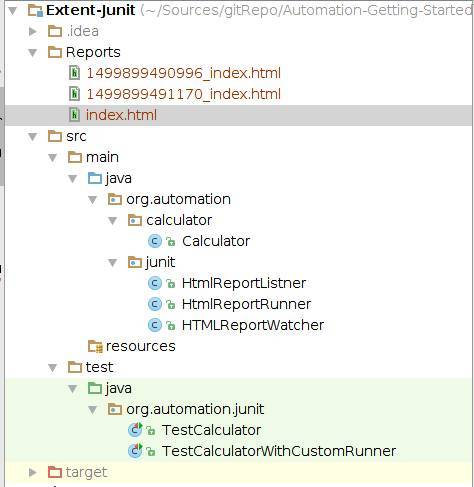 Extent-Junit (~/Sources/gitRepo/Automation-Getting-Started
.idea
Reports
1499899490996_index.html
1499899491170_index.html
index.html
src
main
java
org.automation
calculator
Calculator
junit
HtmlReportListner
HtmlReportRunner
HTMLReportWatcher
resources
test
java
org.automation.junit
TestCalculator
TestCalculatorWithCustomRunner
target